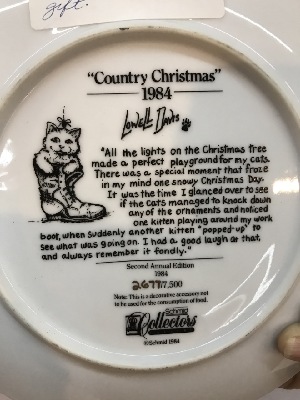 gift.
"Country Christmas"
1984
Lowell Davis
"All the lights on the Christmas tree
made a perfect playground for my cats.
There was a special moment that froze
in my mind one snowy Christmas Day.
It was the time I glanced over to see
if the cats managed to knock down
any of the ornaments and noticed
one kitten playing around my work
boot, when suddenly another kitten "popped-up" to
see what was going on. I had a good laugh at that,
and always remember it fondly."
Second Annual Edition
1984
2677/7,500
Note: This is a decorative accessory not
to be used for the consumption of food.
Schmid
Collectors
©Schmid 1984